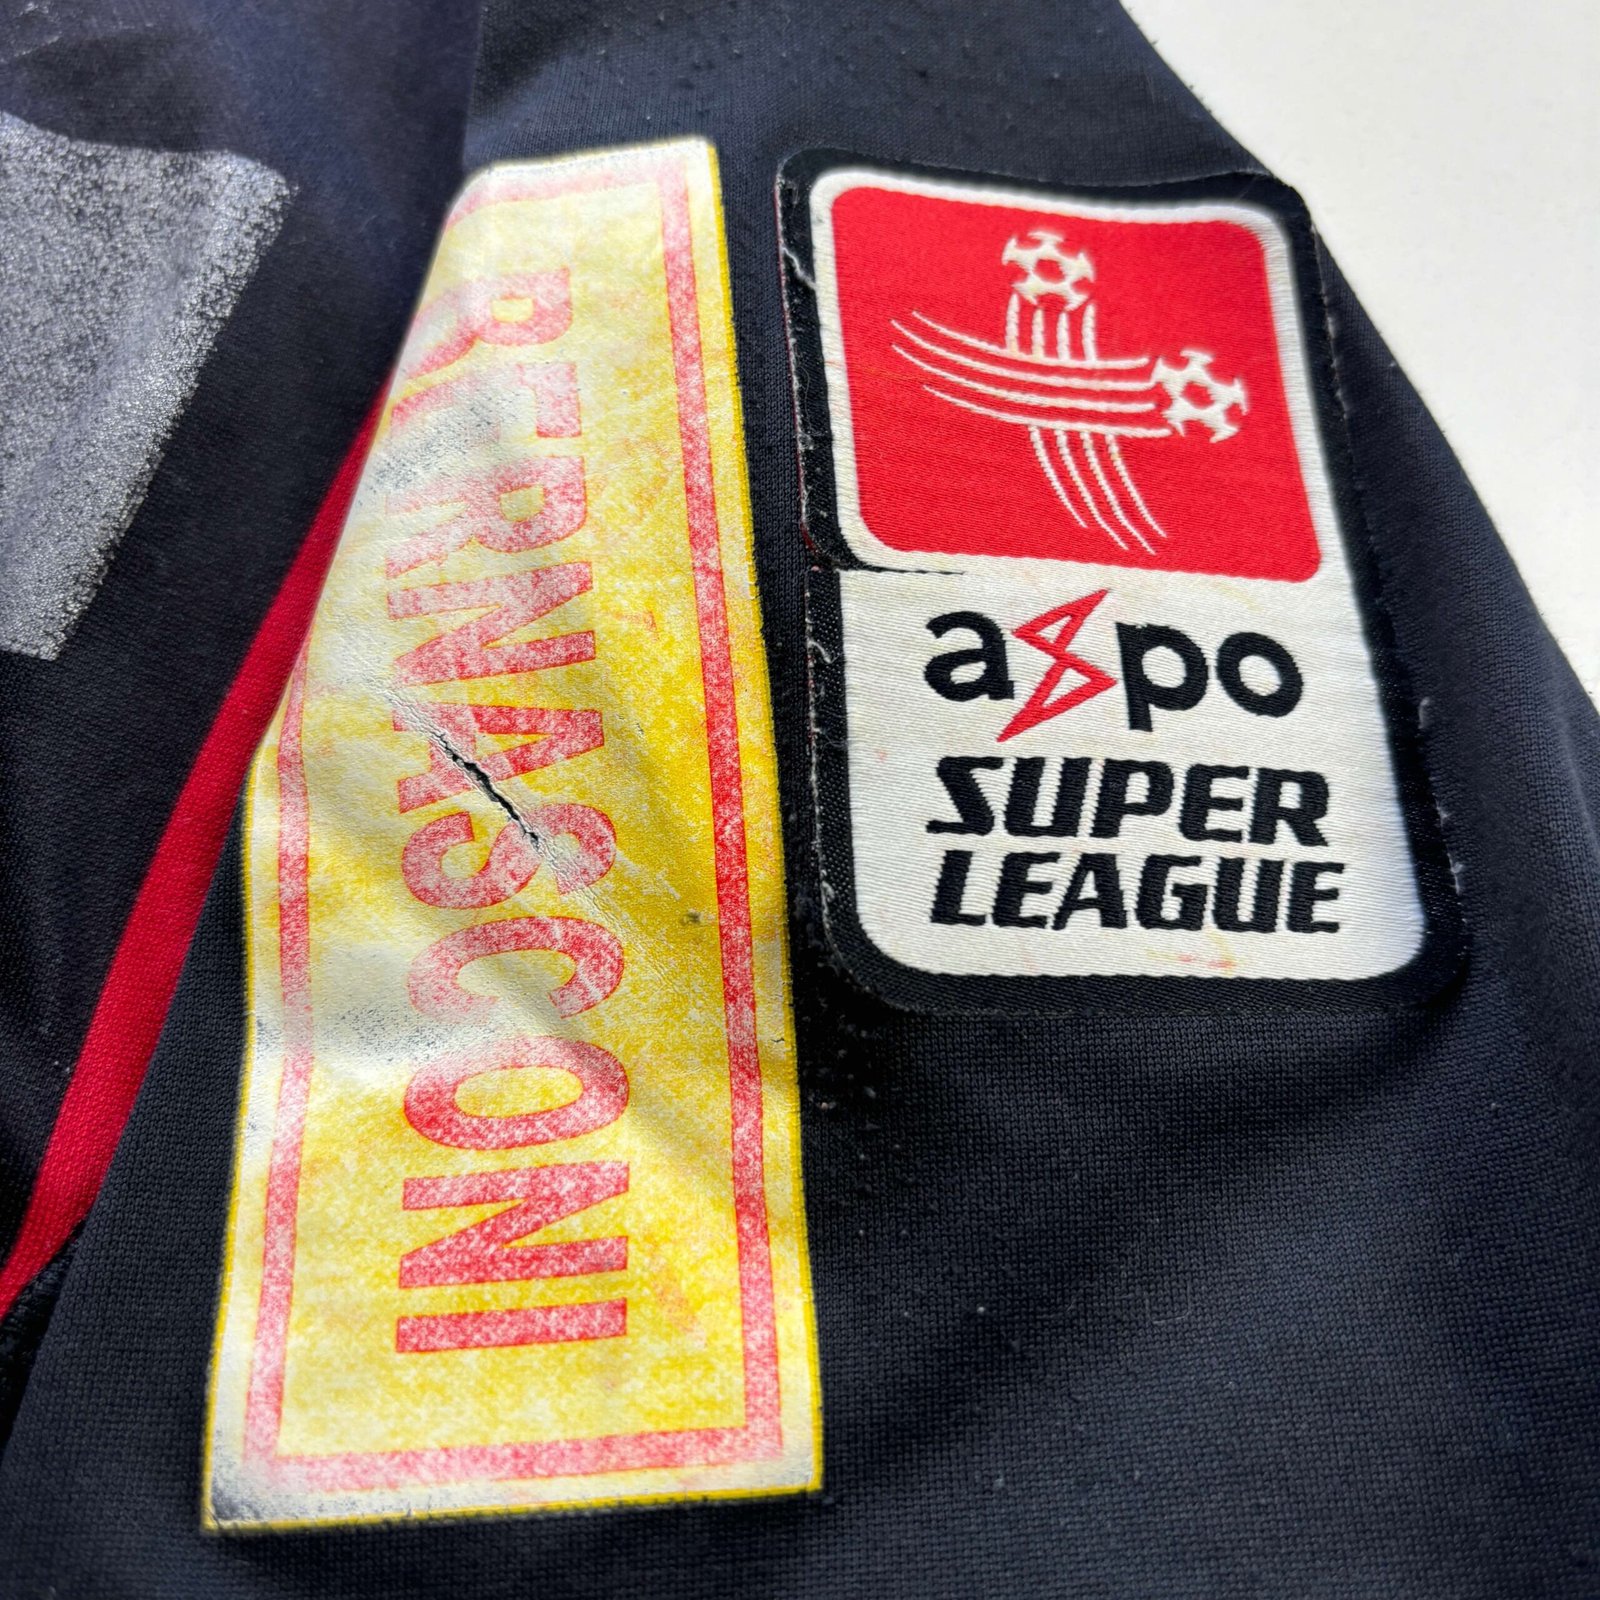 BERNASCONI
axpo
SUPER
LEAGUE